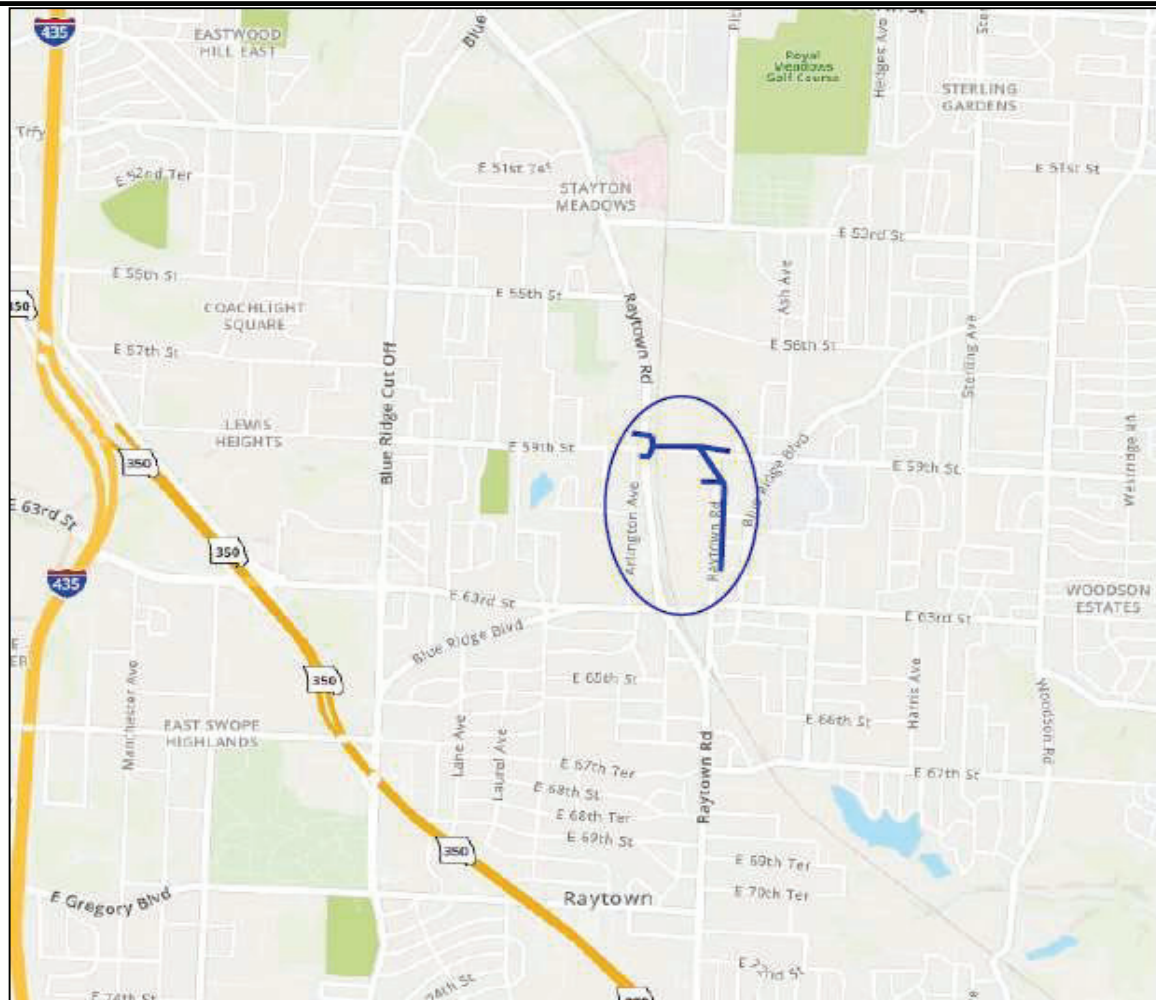 435
EASTWOOD
HILL EAST
Blue
Royal
Meadows
Golf Course
Hedges Ave
STERLING
GARDENS
E 52nd Ter
E 51st
E 51st St
STAYTON
MEADOWS
E 53rd St
E 55th St
E 55th St
COACHLIGHT
SQUARE
Raytown Rd
Ash Ave
E 56th St
Sterling Ave
E 57th St
Blue Ridge Cut Off
LEWIS
HEIGHTS
E 59th St
E 59th St
Westridge Rd
350
Blue Ridge Blvd
Arlington Ave
Raytown Rd
E 63rd St
350
435
E 63rd St
E 63rd St
WOODSON
ESTATES
Blue Ridge Blvd
E 65th St
350
Manchester Ave
EAST SWOPE
HIGHLANDS
Lane Ave
Laurel Ave
E 66th St
Harris Ave
Woodson Rd
Raytown Rd
E 67th Ter
E 67th St
E 68th St
E 68th Ter
E 69th St
350
E 69th Ter
E 70th Ter
E Gregory Blvd
Raytown
E 74th St